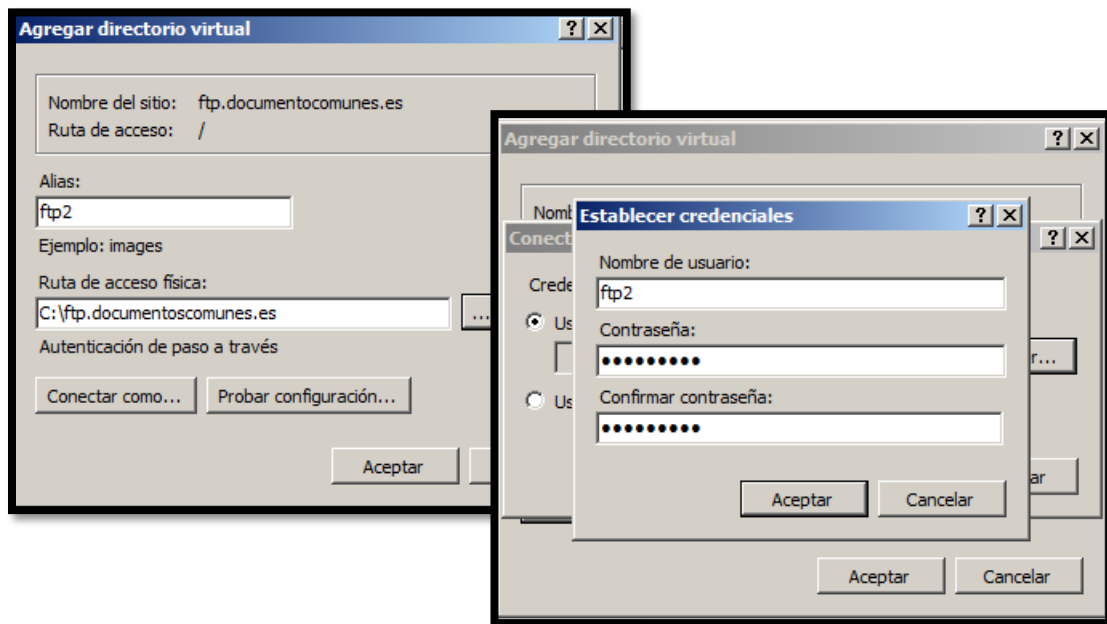 Agregar directorio virtual
Nombre del sitio: ftp.documentocomunes.es
Ruta de acceso: /
Alias:
ftp2
Ejemplo: images
Ruta de acceso física:
C:\ftp.documentoscomunes.es
...
Autenticación de paso a través
Conectar como...
Probar configuración...
Aceptar
Agregar directorio virtual
Establecer credenciales
Nombre de usuario:
ftp2
Contraseña:
•••••••••
Confirmar contraseña:
•••••••••
Aceptar
Cancelar
Aceptar
Cancelar